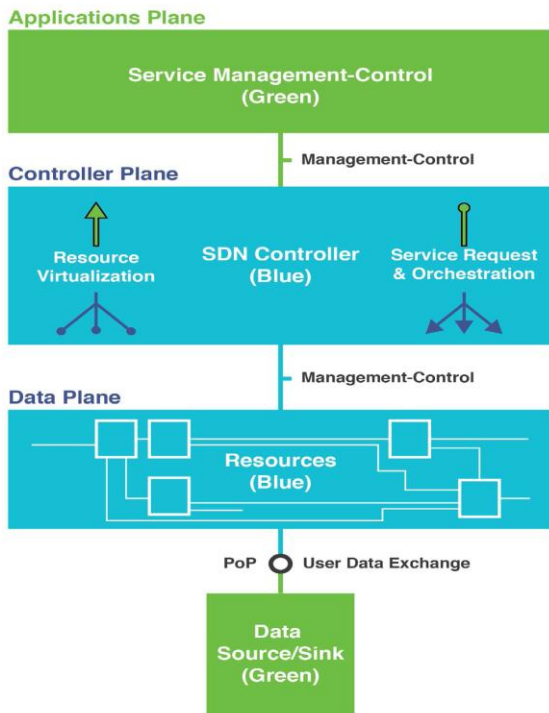 Applications Plane
Service Management-Control
(Green)
Management-Control
Controller Plane
Resource
Virtualization
SDN Controller
(Blue)
Service Request
& Orchestration
Management-Control
Data Plane
Resources
(Blue)
PoP
User Data Exchange
Data
Source/Sink
(Green)